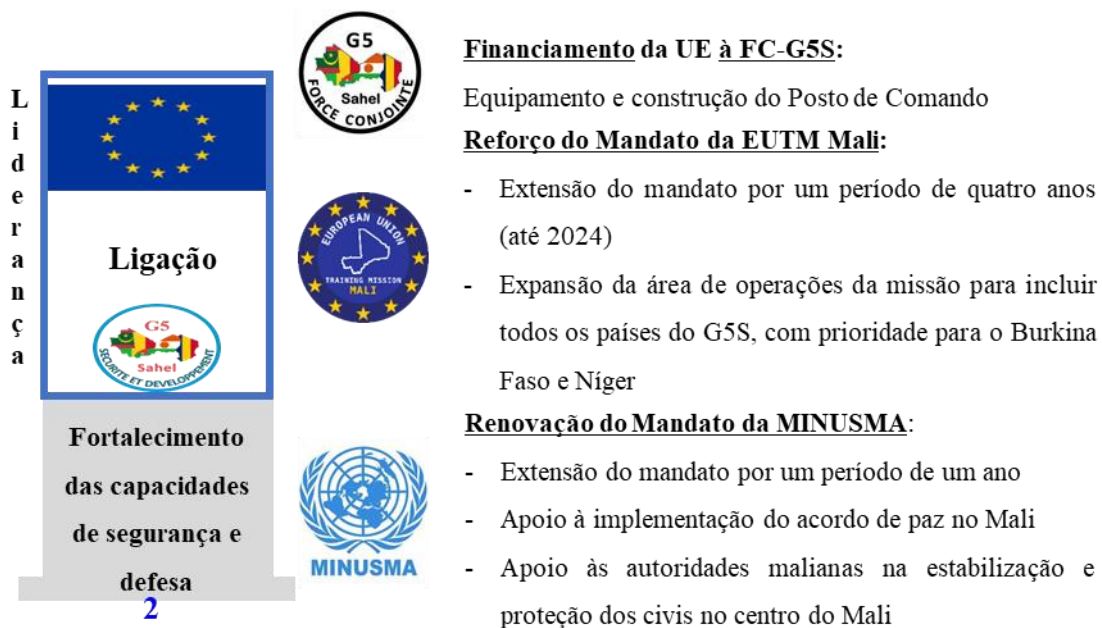 Liderança
Ligação
G5
Sahel
SECURITE ET DEVELOPPEMENT
Fortalecimento
das capacidades
de segurança e
defesa
2
G5
Sahel
FORCE CONJOINTE
EUROPEAN UNION
TRAINING MISSION
MALI
MINUSMA
Financiamento da UE à FC-G5S:
Equipamento e construção do Posto de Comando
Reforço do Mandato da EUTM Mali:
- Extensão do mandato por um período de quatro anos
(até 2024)
- Expansão da área de operações da missão para incluir
todos os países do G5S, com prioridade para o Burkina
Faso e Níger
Renovação do Mandato da MINUSMA:
- Extensão do mandato por um período de um ano
- Apoio à implementação do acordo de paz no Mali
- Apoio às autoridades malianas na estabilização e
proteção dos civis no centro do Mali